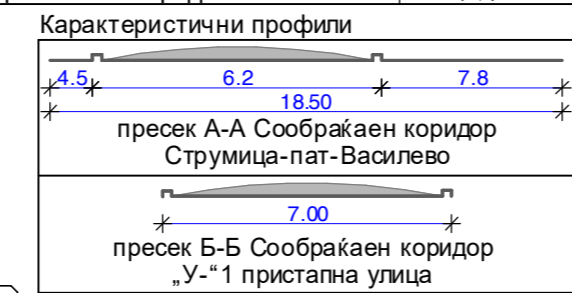 Карактеристични профили
4.5 6.2 7.8
18.50
пресек А-А Сообраќаен коридор
Струмица-пат-Василево
7.00
пресек Б-Б Сообраќаен коридор
„У-“1 пристапна улица